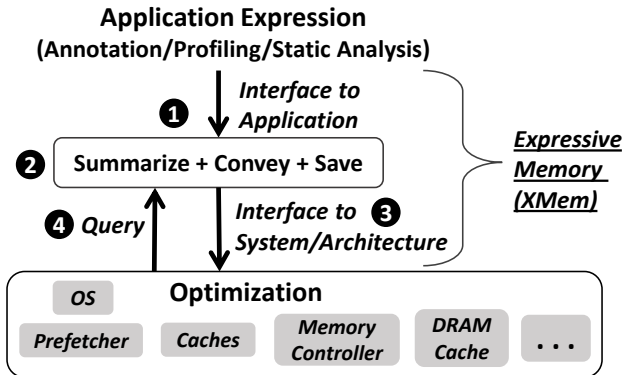 Application Expression
(Annotation/Profiling/Static Analysis)
1
Interface to
Application
2
Summarize + Convey + Save
Expressive
Memory
(XMem)
4 Query
Interface to 3
System/Architecture
OS
Optimization
Prefetcher
Caches
Memory
Controller
DRAM
Cache
...